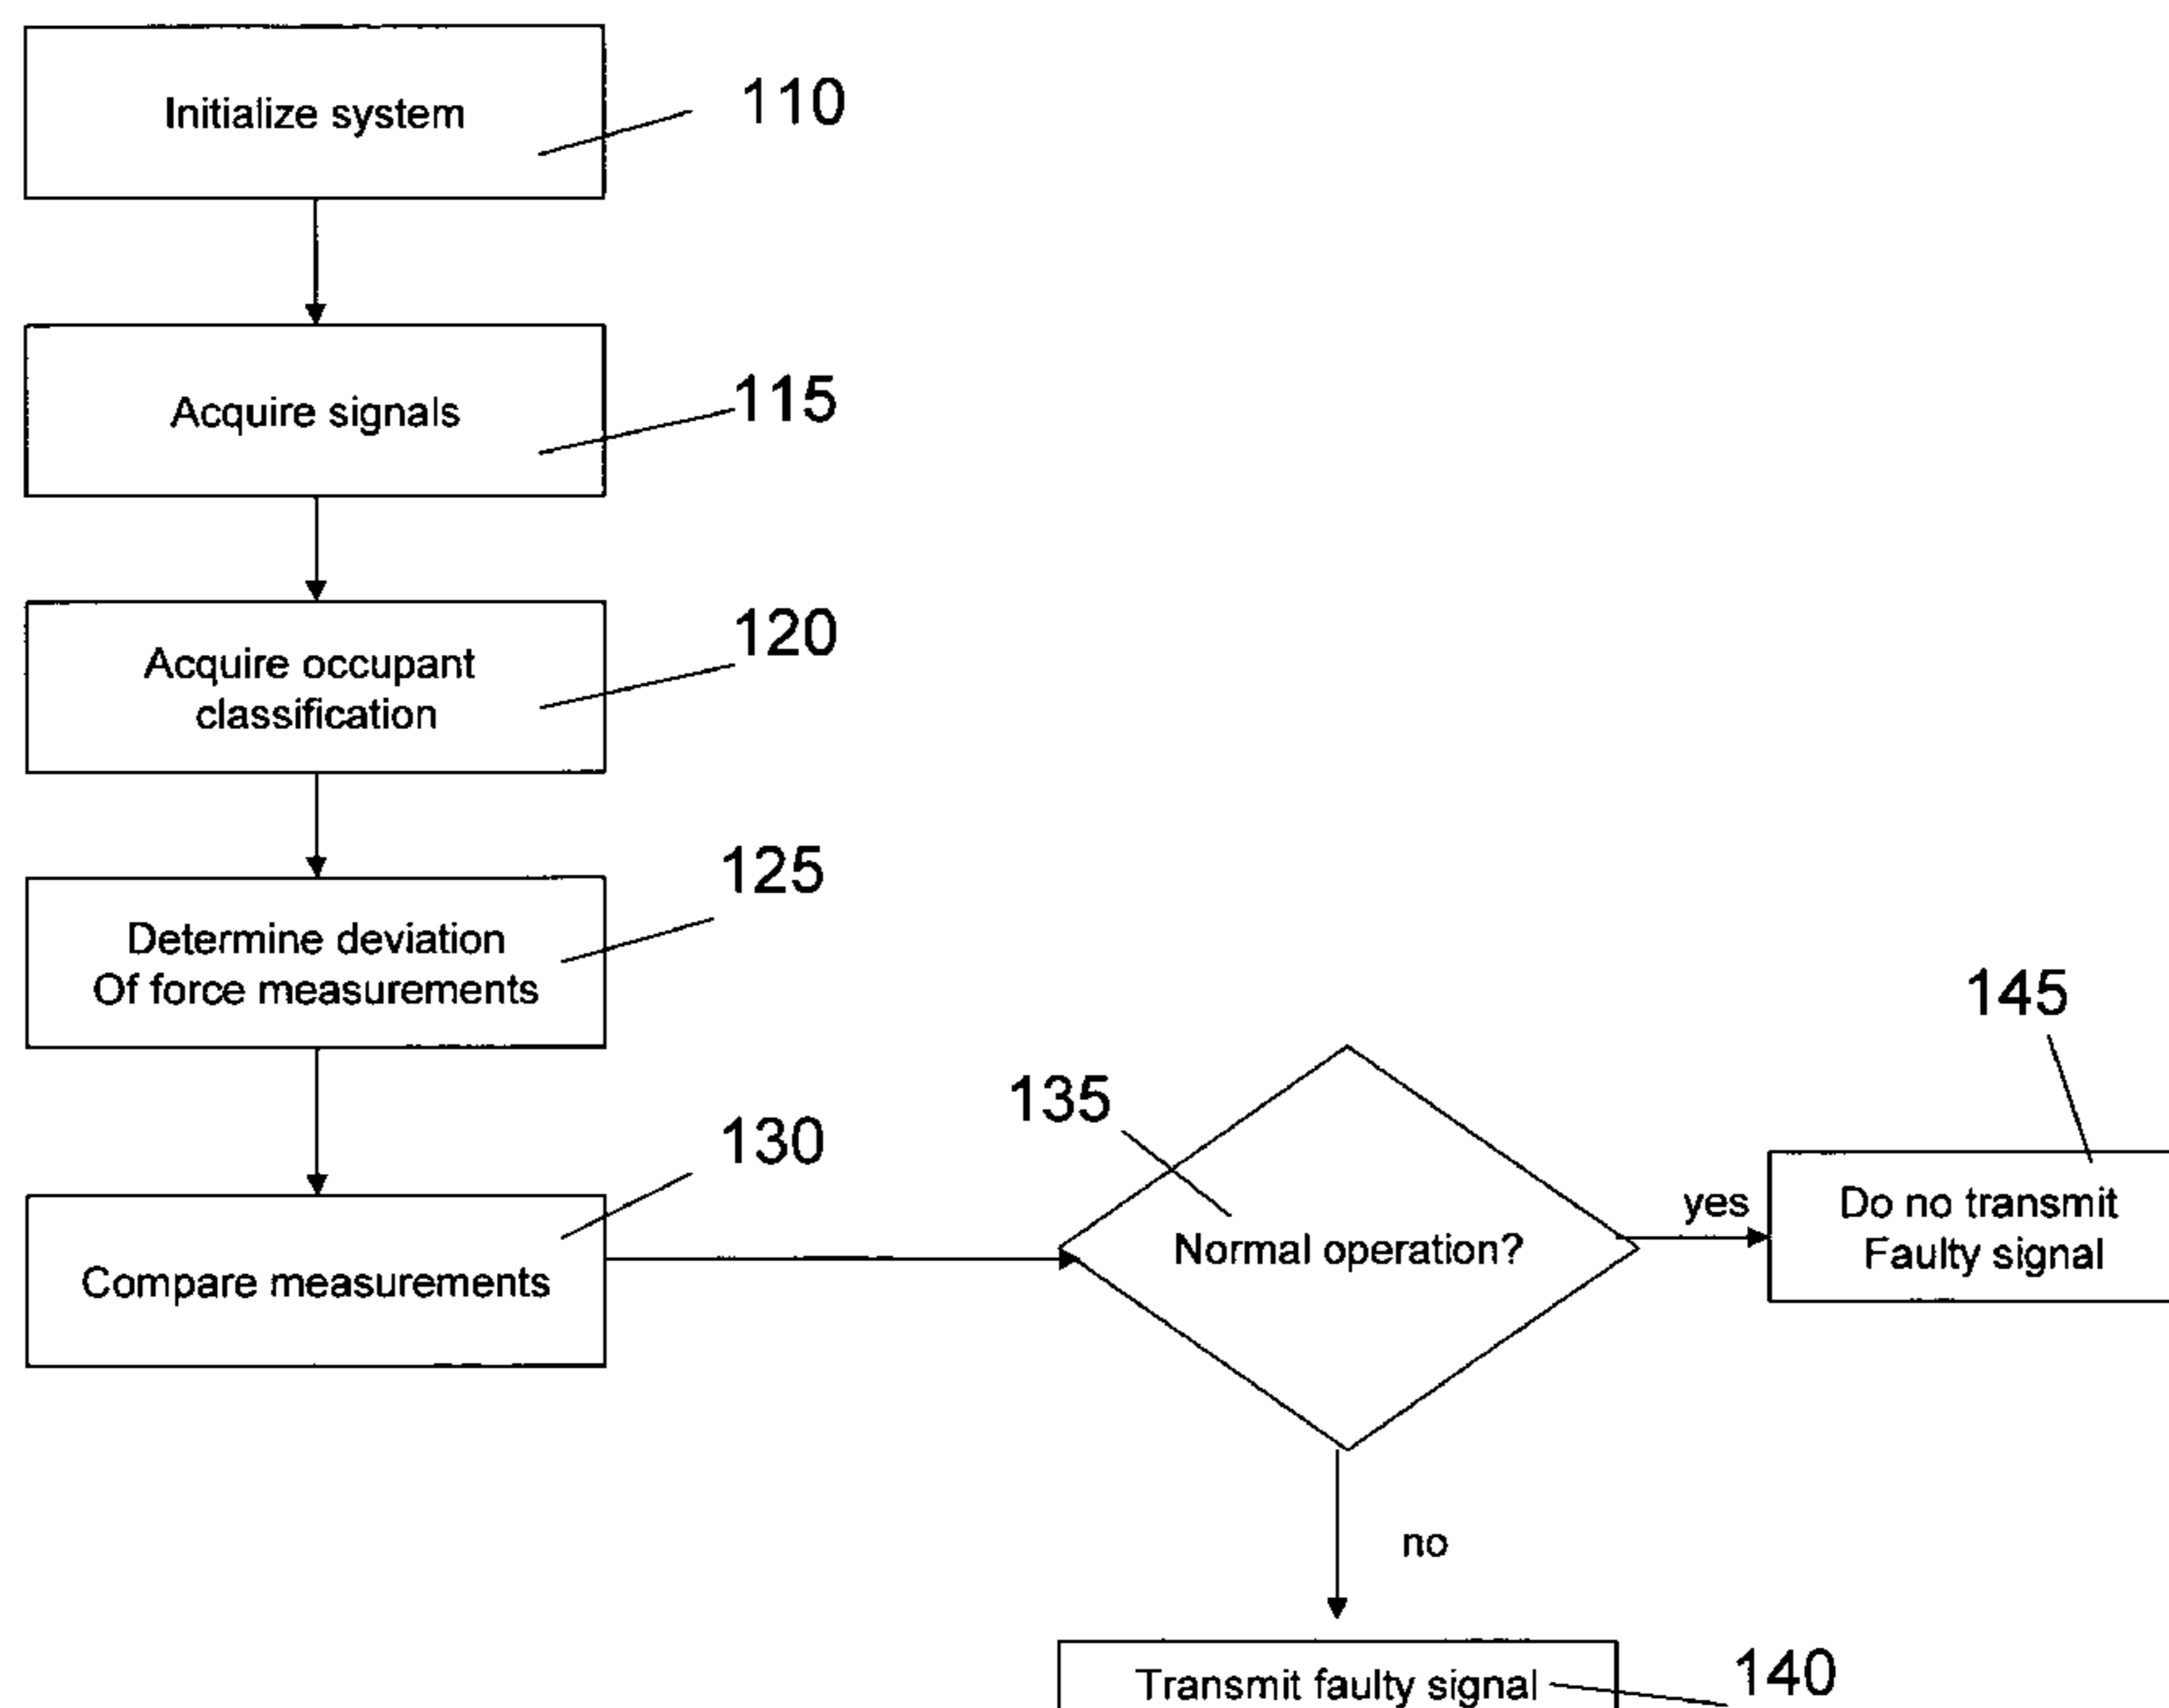 Initialize system
110
Acquire signals
115
Acquire occupant
classification
120
Determine deviation
Of force measurements
125
Compare measurements
130
135
Normal operation?
yes
145
Do no transmit
Faulty signal
no
Transmit faulty signal
140